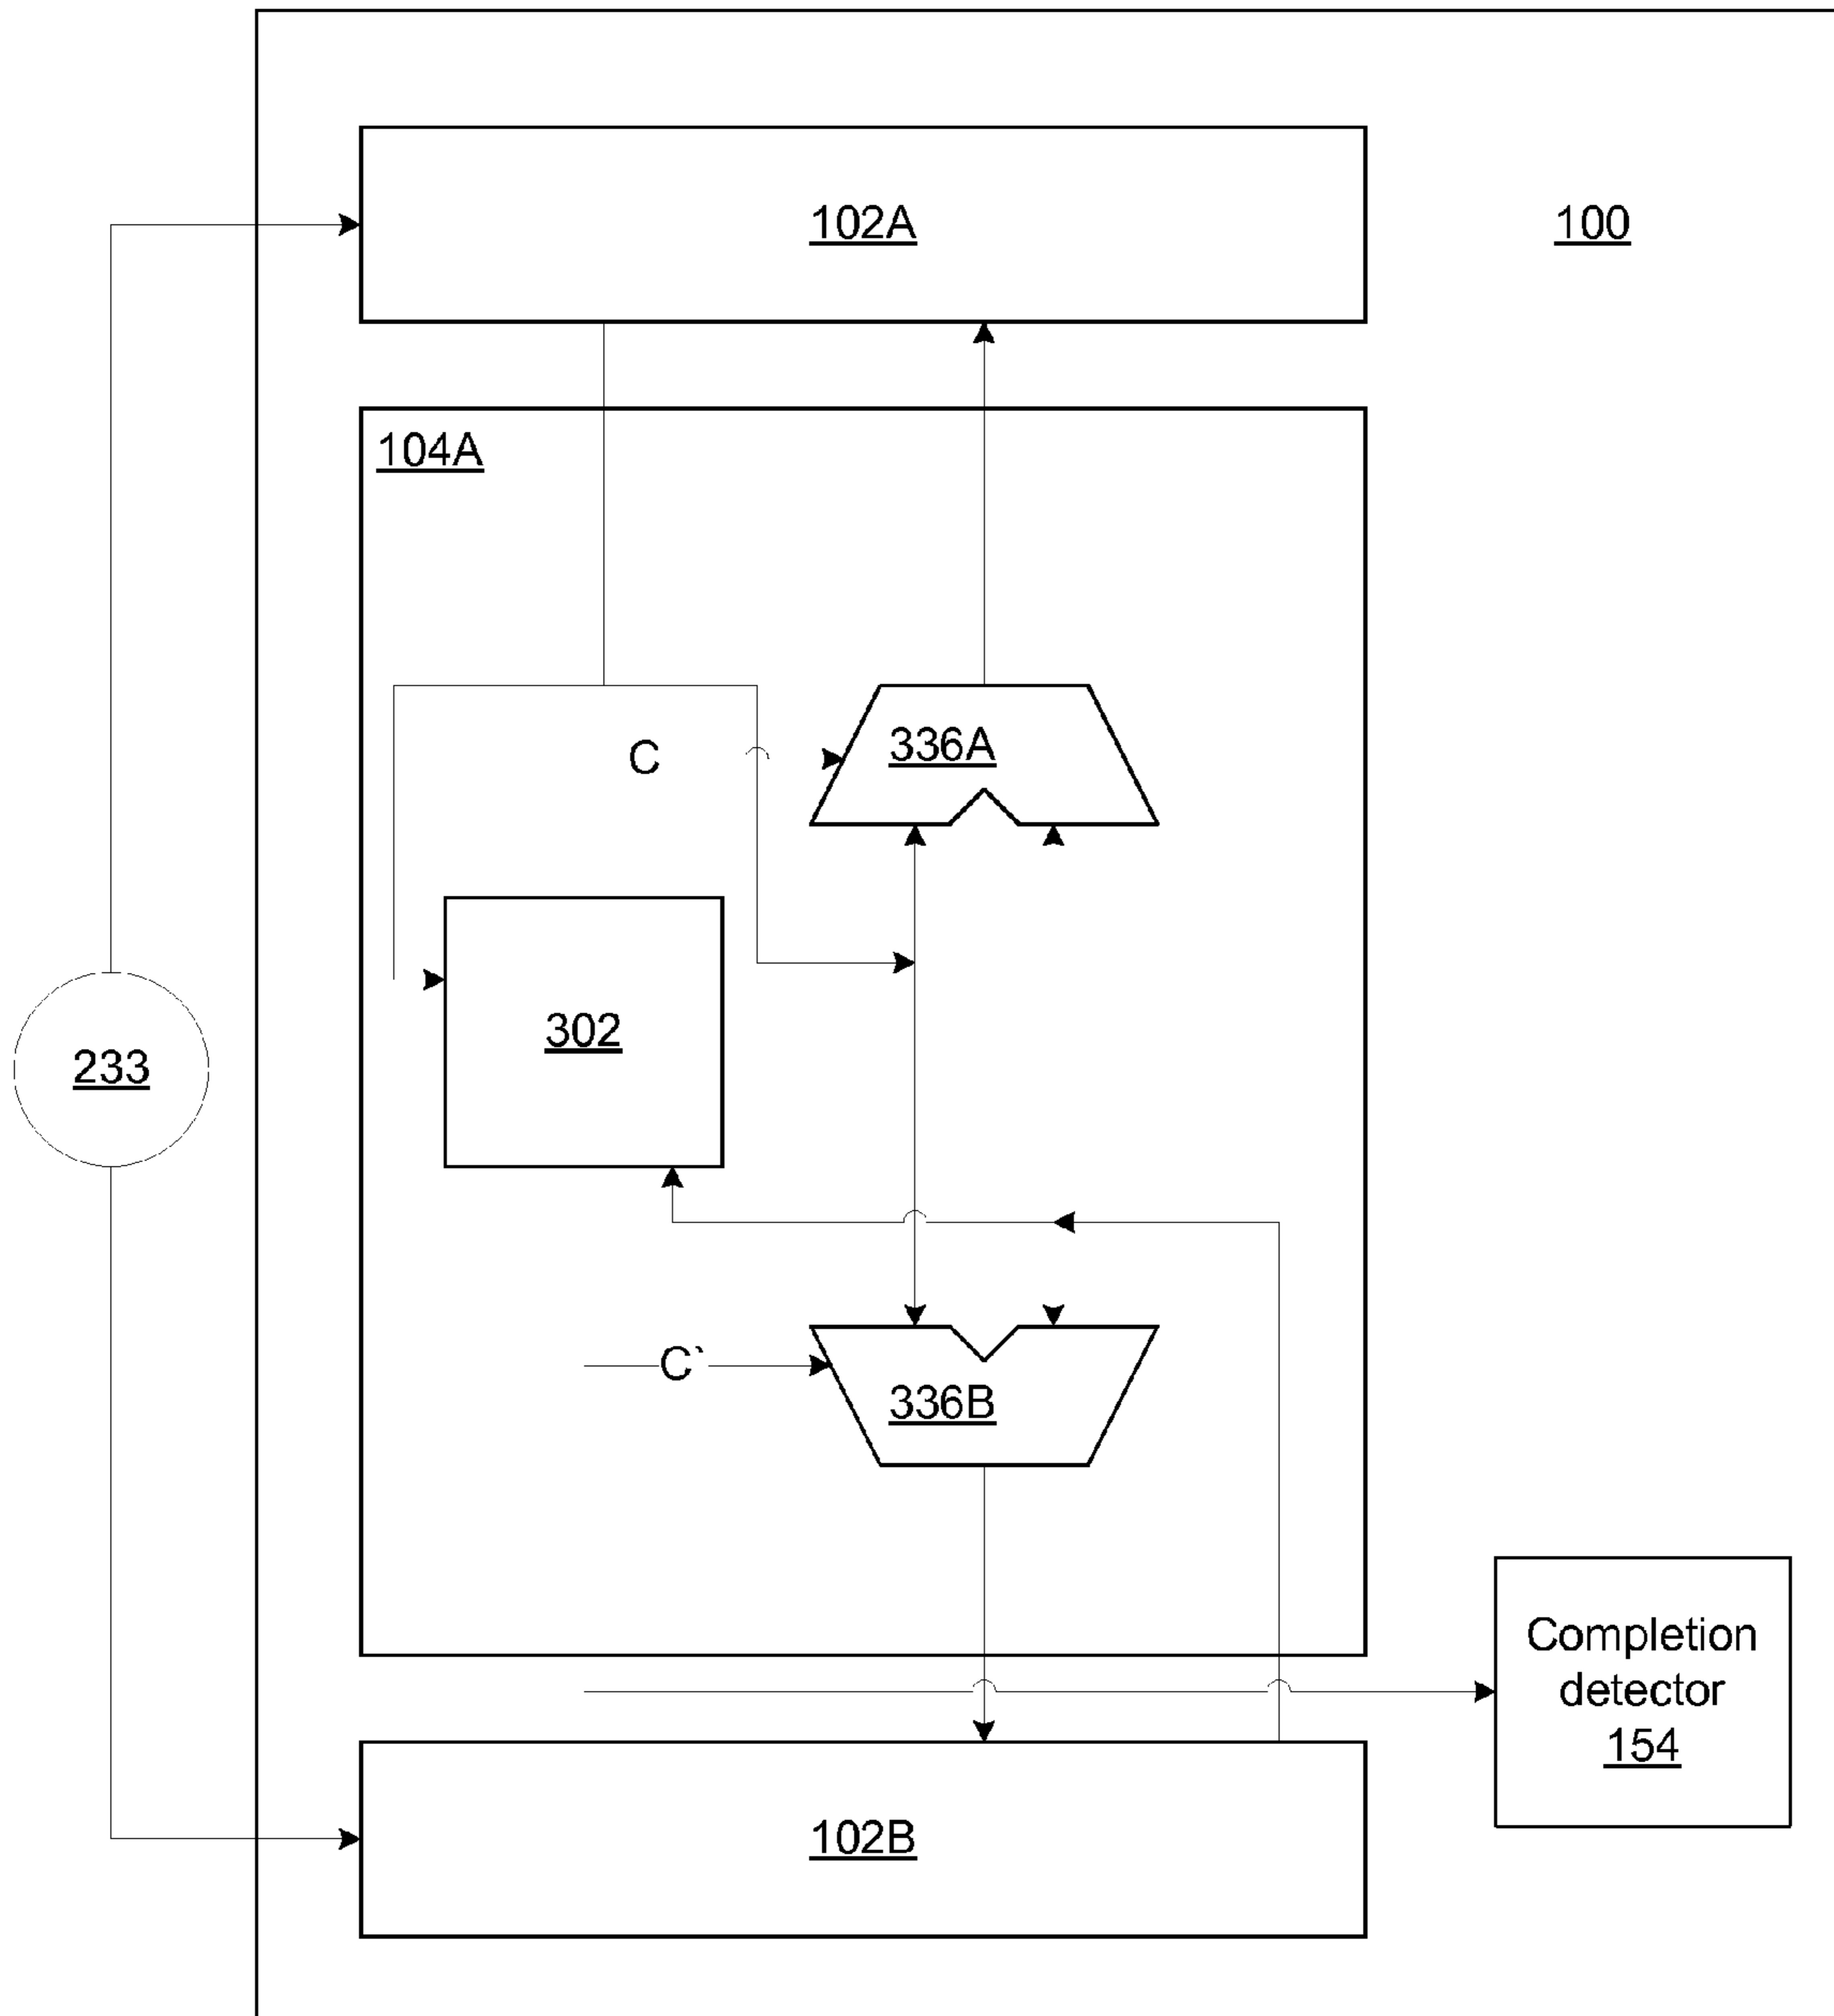 102A
100
104A
C
336A
302
233
C`
336B
Completion
detector
154
102B